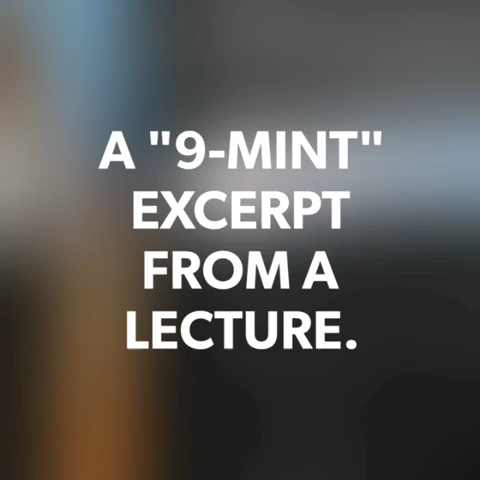 A "9-MINT"
EXCERPT
FROM A
LECTURE.